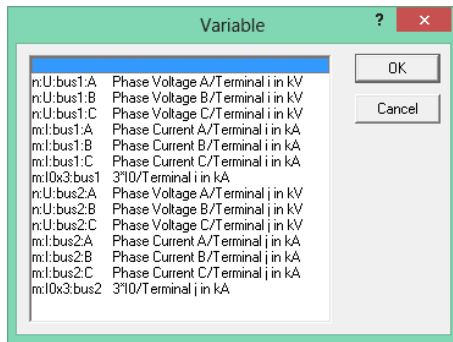 Variable
?
×
OK
Cancel
n:U:bus1:A Phase Voltage A/Terminal i in kV
n:U:bus1:B Phase Voltage B/Terminal i in kV
n:U:bus1:C Phase Voltage C/Terminal i in kV
m:I:bus1:A Phase Current A/Terminal i in kA
m:I:bus1:B Phase Current B/Terminal i in kA
m:I:bus1:C Phase Current C/Terminal i in kA
m:I0x3:bus1 3*I0/Terminal i in kA
n:U:bus2:A Phase Voltage A/Terminal j in kV
n:U:bus2:B Phase Voltage B/Terminal j in kV
n:U:bus2:C Phase Voltage C/Terminal j in kV
m:I:bus2:A Phase Current A/Terminal j in kA
m:I:bus2:B Phase Current B/Terminal j in kA
m:I:bus2:C Phase Current C/Terminal j in kA
m:I0x3:bus2 3*I0/Terminal j in kA